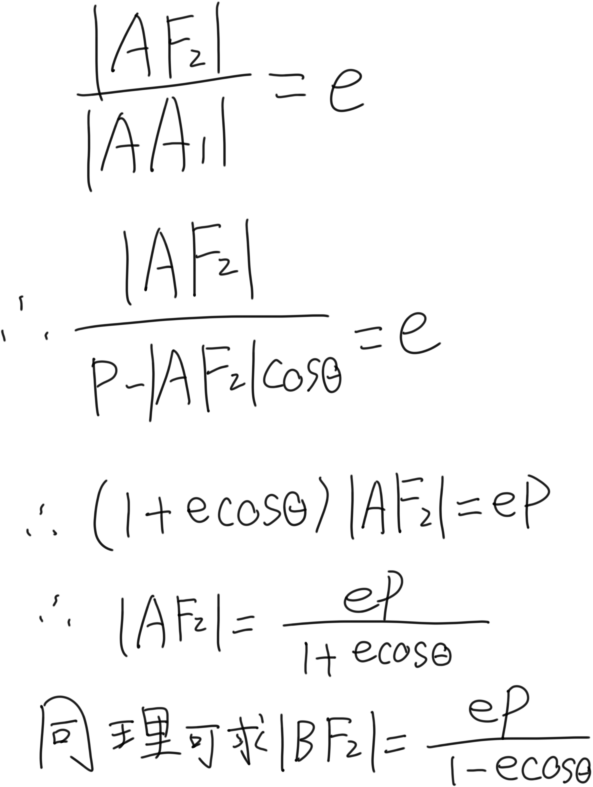 |AF₂| / |AA₁| = e
∴ |AF₂| / (P-|AF₂|cosθ) = e
∴ (1+ecosθ)|AF₂|=eP
∴ |AF₂| = eP / (1+ecosθ)
同理可求|BF₂| = eP / (1-ecosθ)